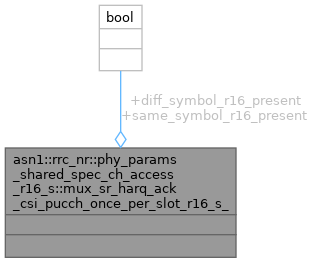 bool
+diff_symbol_r16_present
+same_symbol_r16_present
asn1::rrc_nr::phy_params
_shared_spec_ch_access
_r16_s::mux_sr_harq_ack
_csi_pucch_once_per_slot_r16_s_